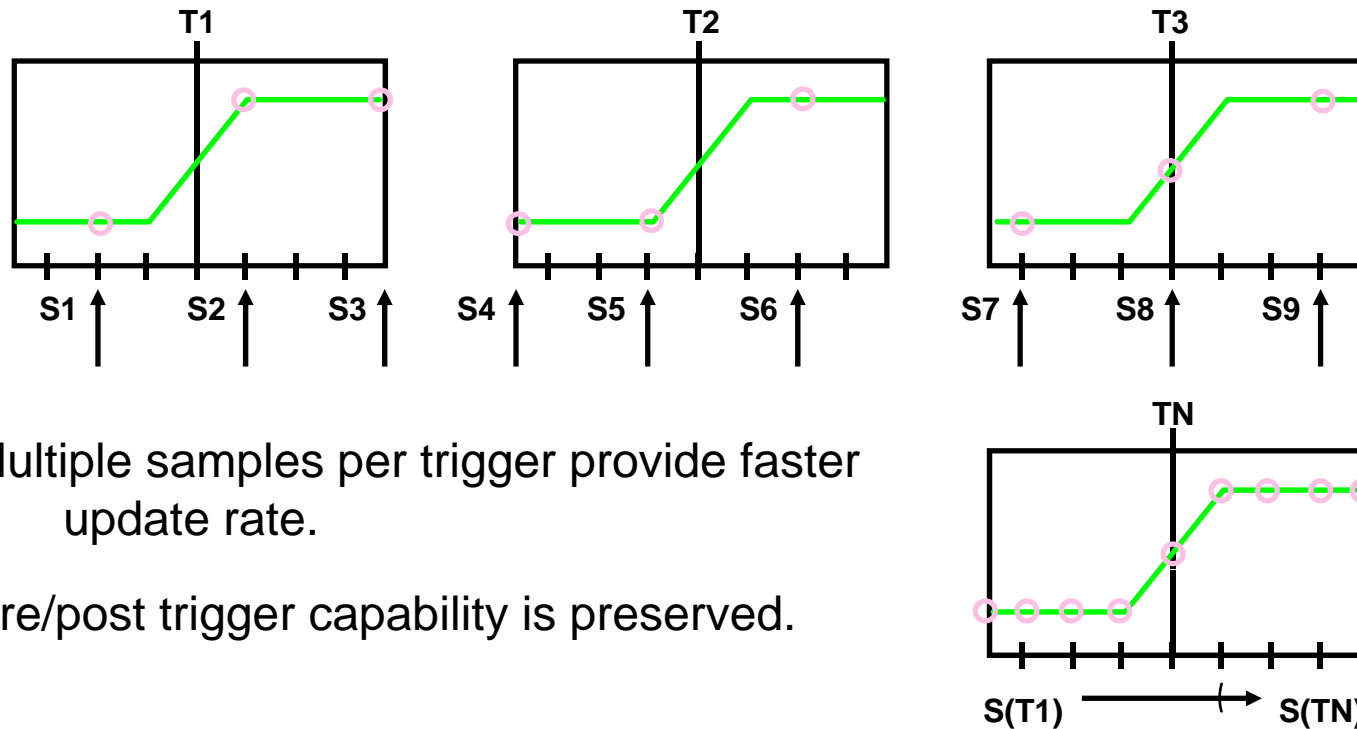 T1 T2 T3
S1 S2 S3 S4 S5 S6 S7 S8 S9
TN
ultiple samples per trigger provide faster
update rate.
re/post trigger capability is preserved.
S(T1) S(TN)